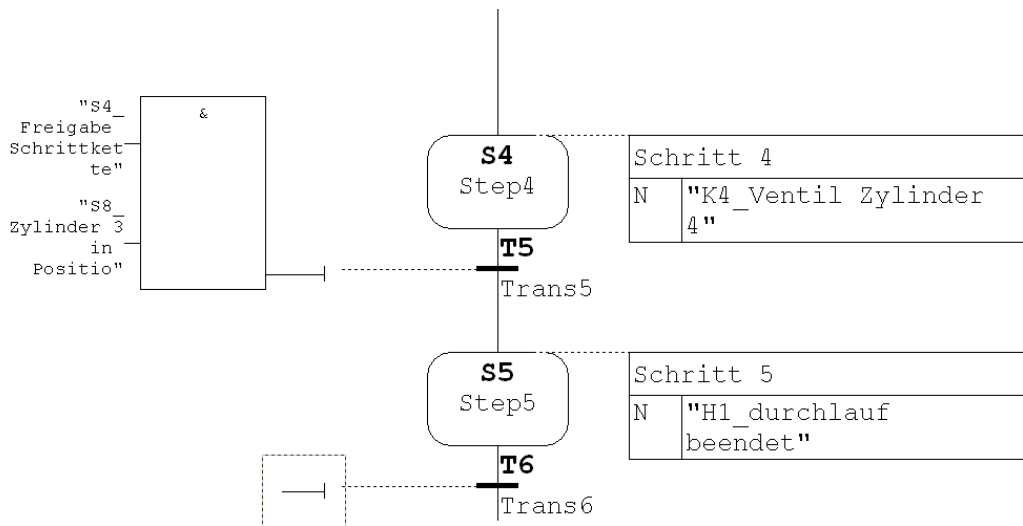 "S4_
Freigabe
Schrittket
te"
&
"S8_
Zylinder 3
in
Positio"
S4
Step4
Schritt 4
N "K4_Ventil Zylinder
4"
T5
Trans5
S5
Step5
Schritt 5
N "H1_durchlauf
beendet"
T6
Trans6